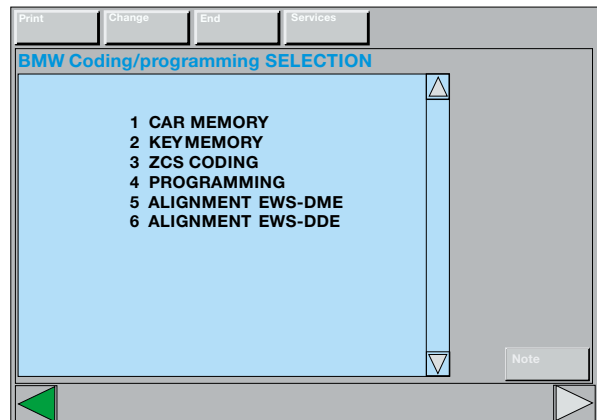 Print Change End Services
BMW Coding/programming SELECTION
1 CAR MEMORY
2 KEYMEMORY
3 ZCS CODING
4 PROGRAMMING
5 ALIGNMENT EWS-DME
6 ALIGNMENT EWS-DDE
Note